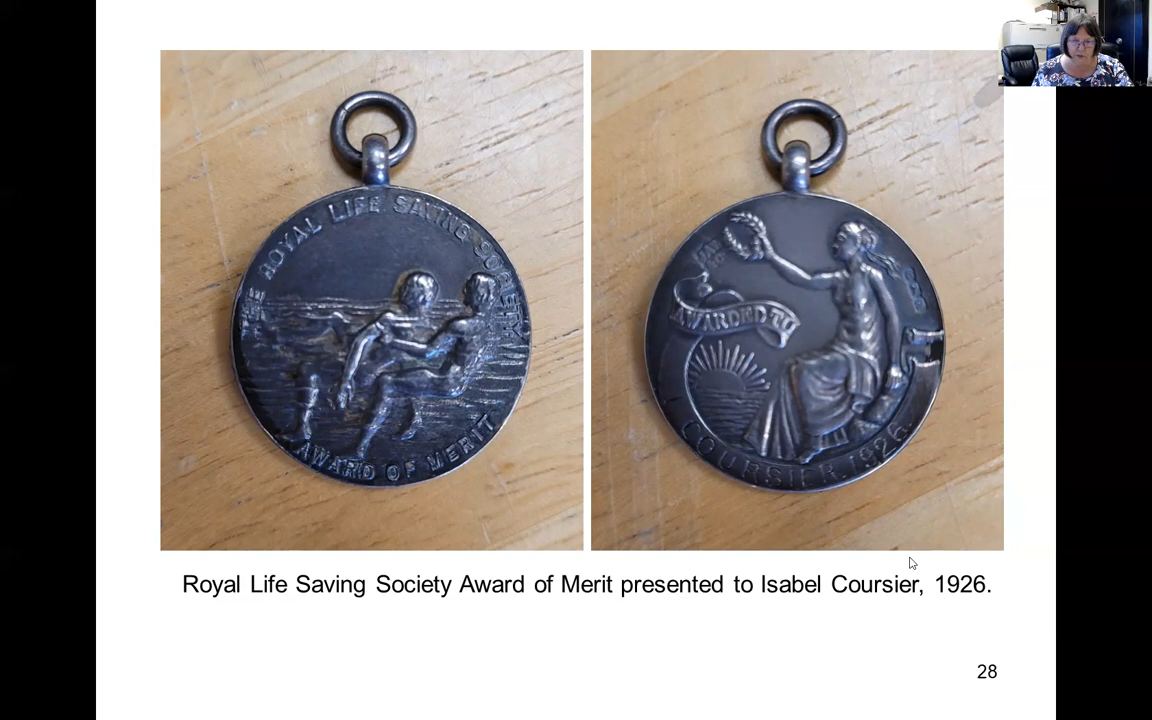 THE ROYAL LIFE SAVING SOCIETY
AWARD OF MERIT
AWARDED TO
COURSIER. 1926.
Royal Life Saving Society Award of Merit presented to Isabel Coursier, 1926.
28